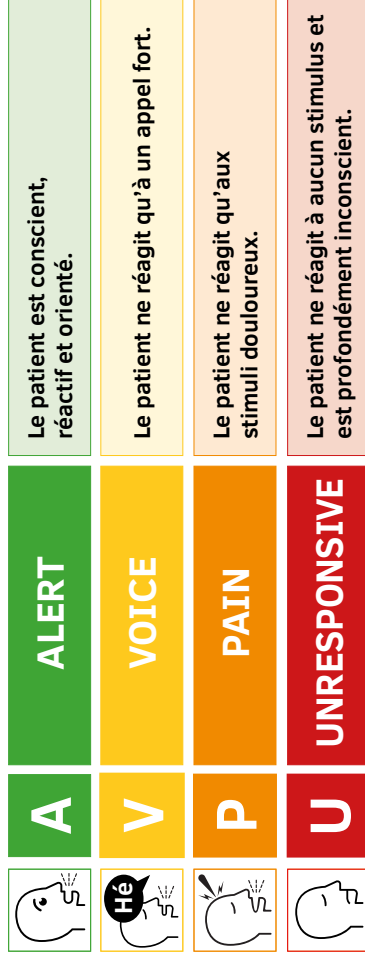 Hé
A
ALERT
Le patient est conscient,
réactif et orienté.
V
VOICE
Le patient ne réagit qu’à un appel fort.
P
PAIN
Le patient ne réagit qu’aux
stimuli douloureux.
U
UNRESPONSIVE
Le patient ne réagit à aucun stimulus et
est profondément inconscient.